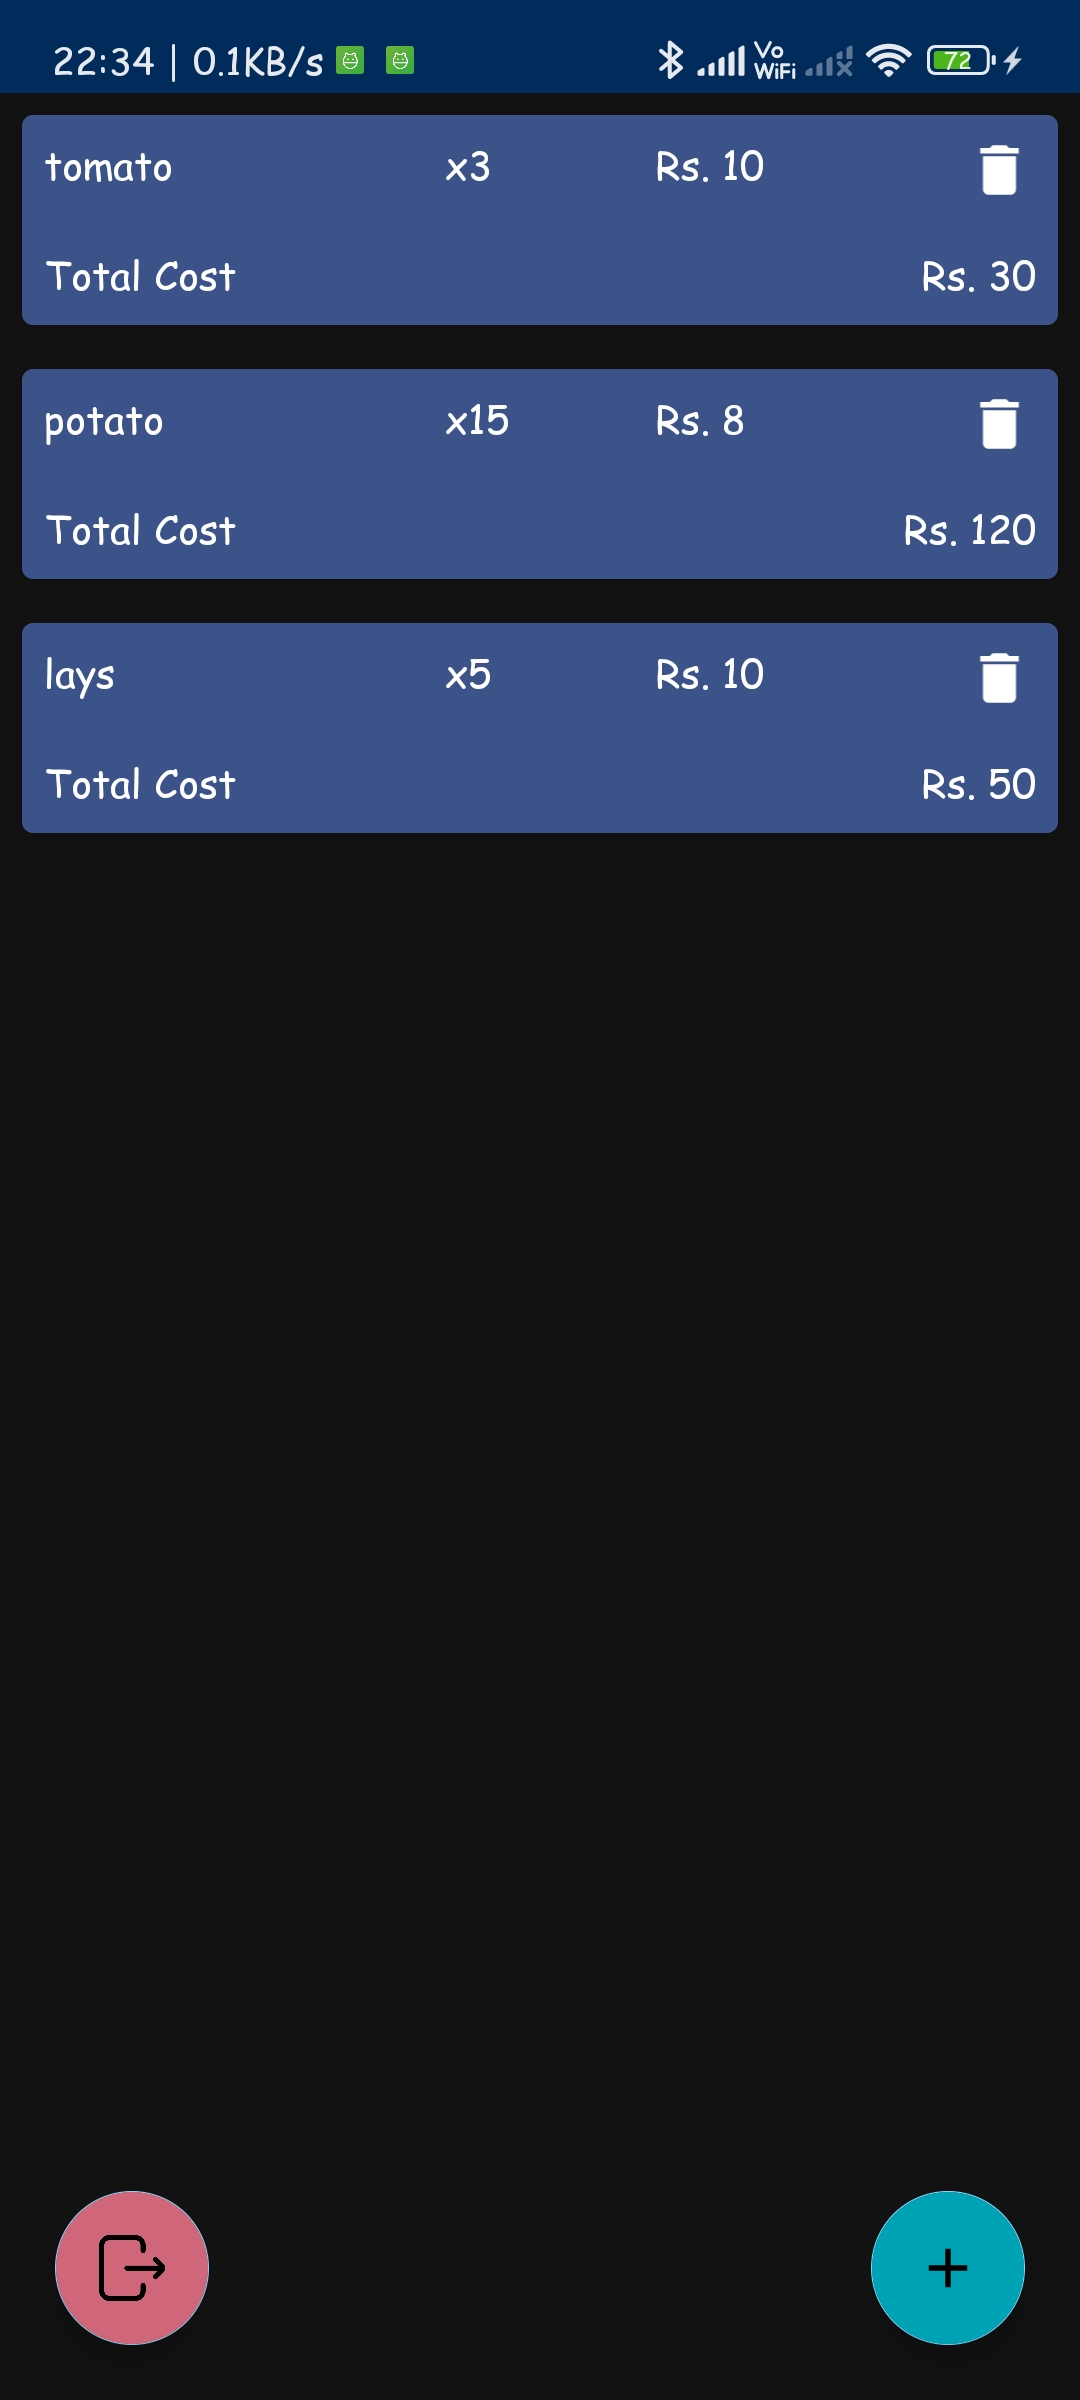 22:34 | 0.1KB/s Vo WiFi 72
tomato x3 Rs. 10
Total Cost Rs. 30
potato x15 Rs. 8
Total Cost Rs. 120
lays x5 Rs. 10
Total Cost Rs. 50